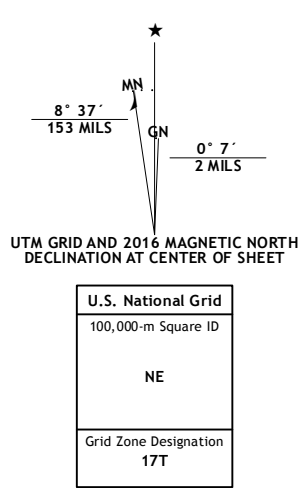 MN
8° 37´
153 MILS
GN
0° 7´
2 MILS
UTM GRID AND 2016 MAGNETIC NORTH
DECLINATION AT CENTER OF SHEET
U.S. National Grid
100,000-m Square ID
NE
Grid Zone Designation
17T